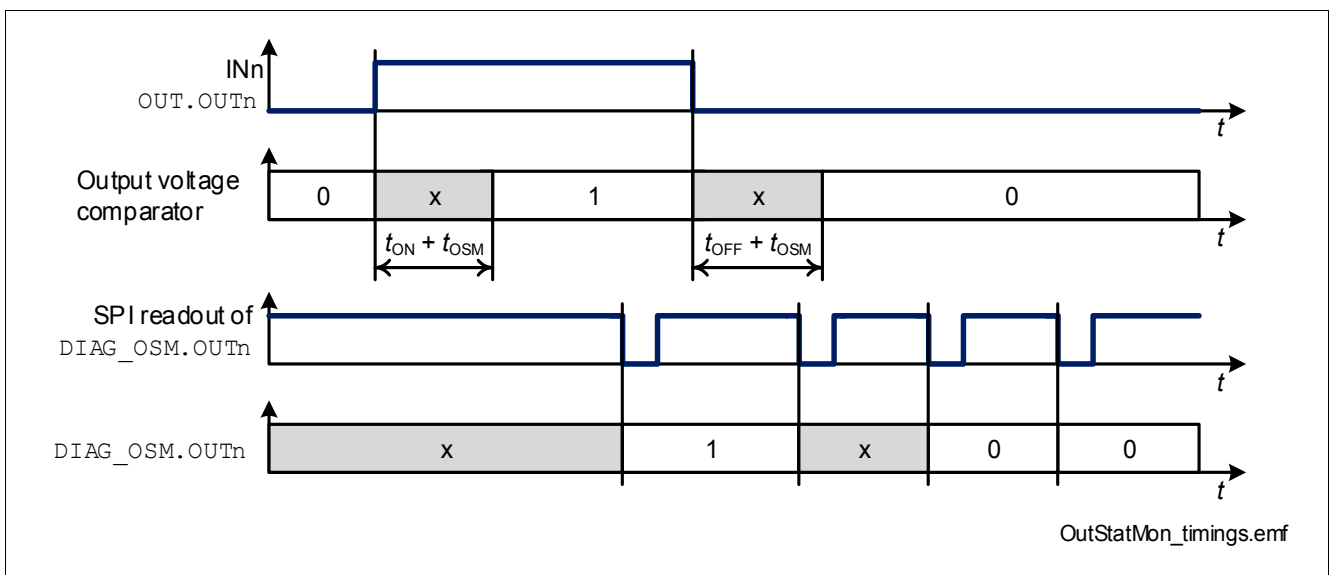 INn
OUT.OUTn
t
Output voltage
comparator
0 x 1 x 0
t
tON + tOSM tOFF + tOSM
SPI readout of
DIAG_OSM.OUTn
t
DIAG_OSM.OUTn
x 1 x 0 0
t
OutStatMon_timings.emf